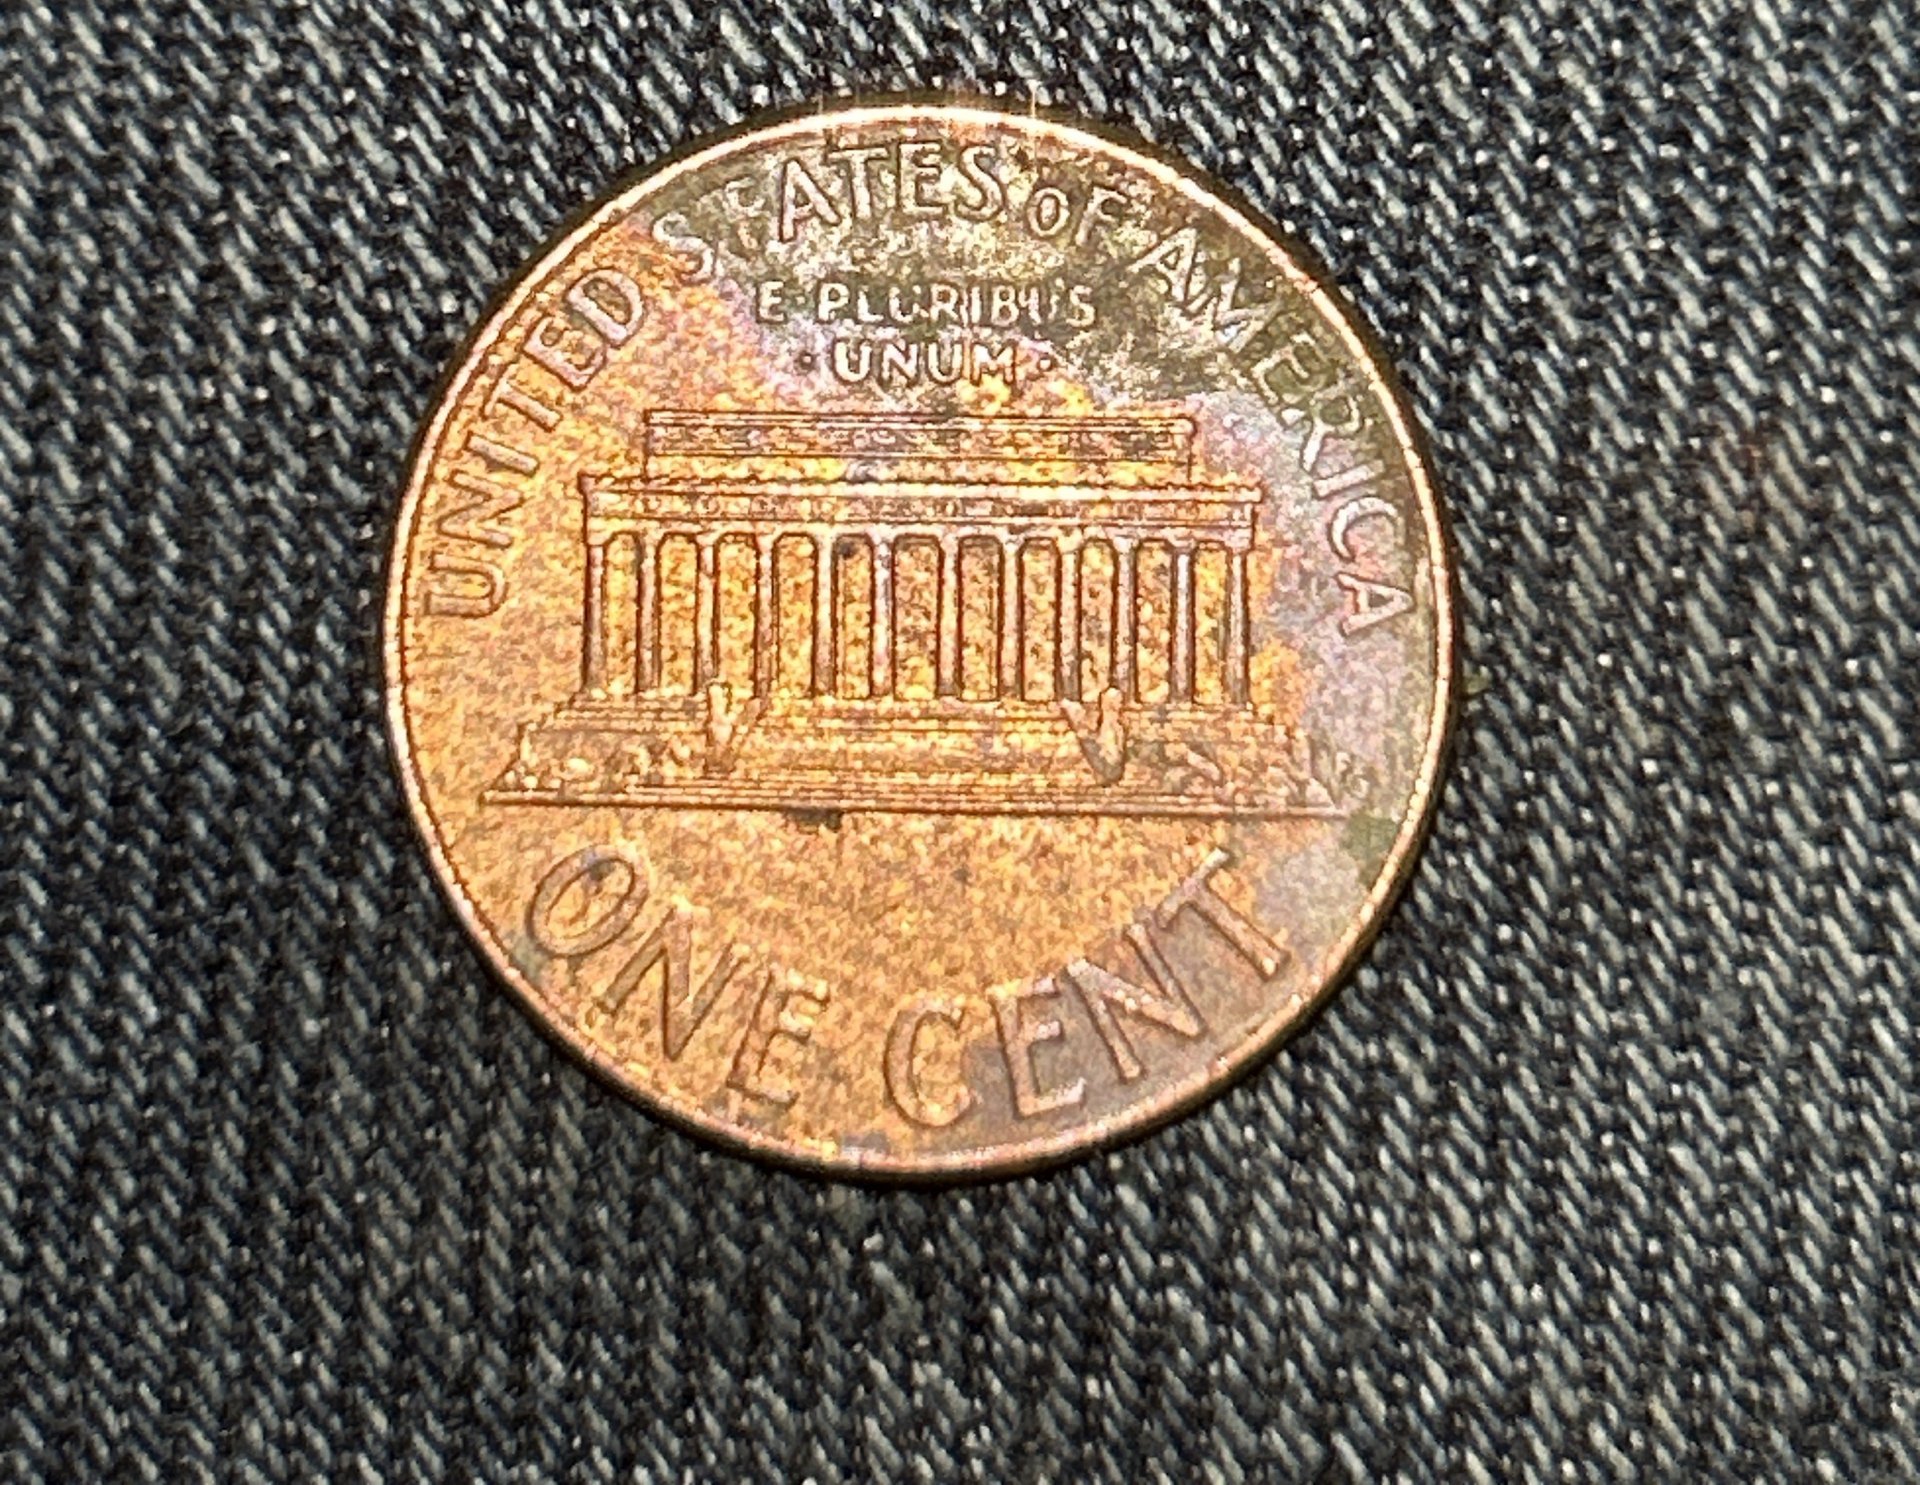 UNITED STATES OF AMERICA
E PLURIBUS
· UNUM ·
ONE CENT